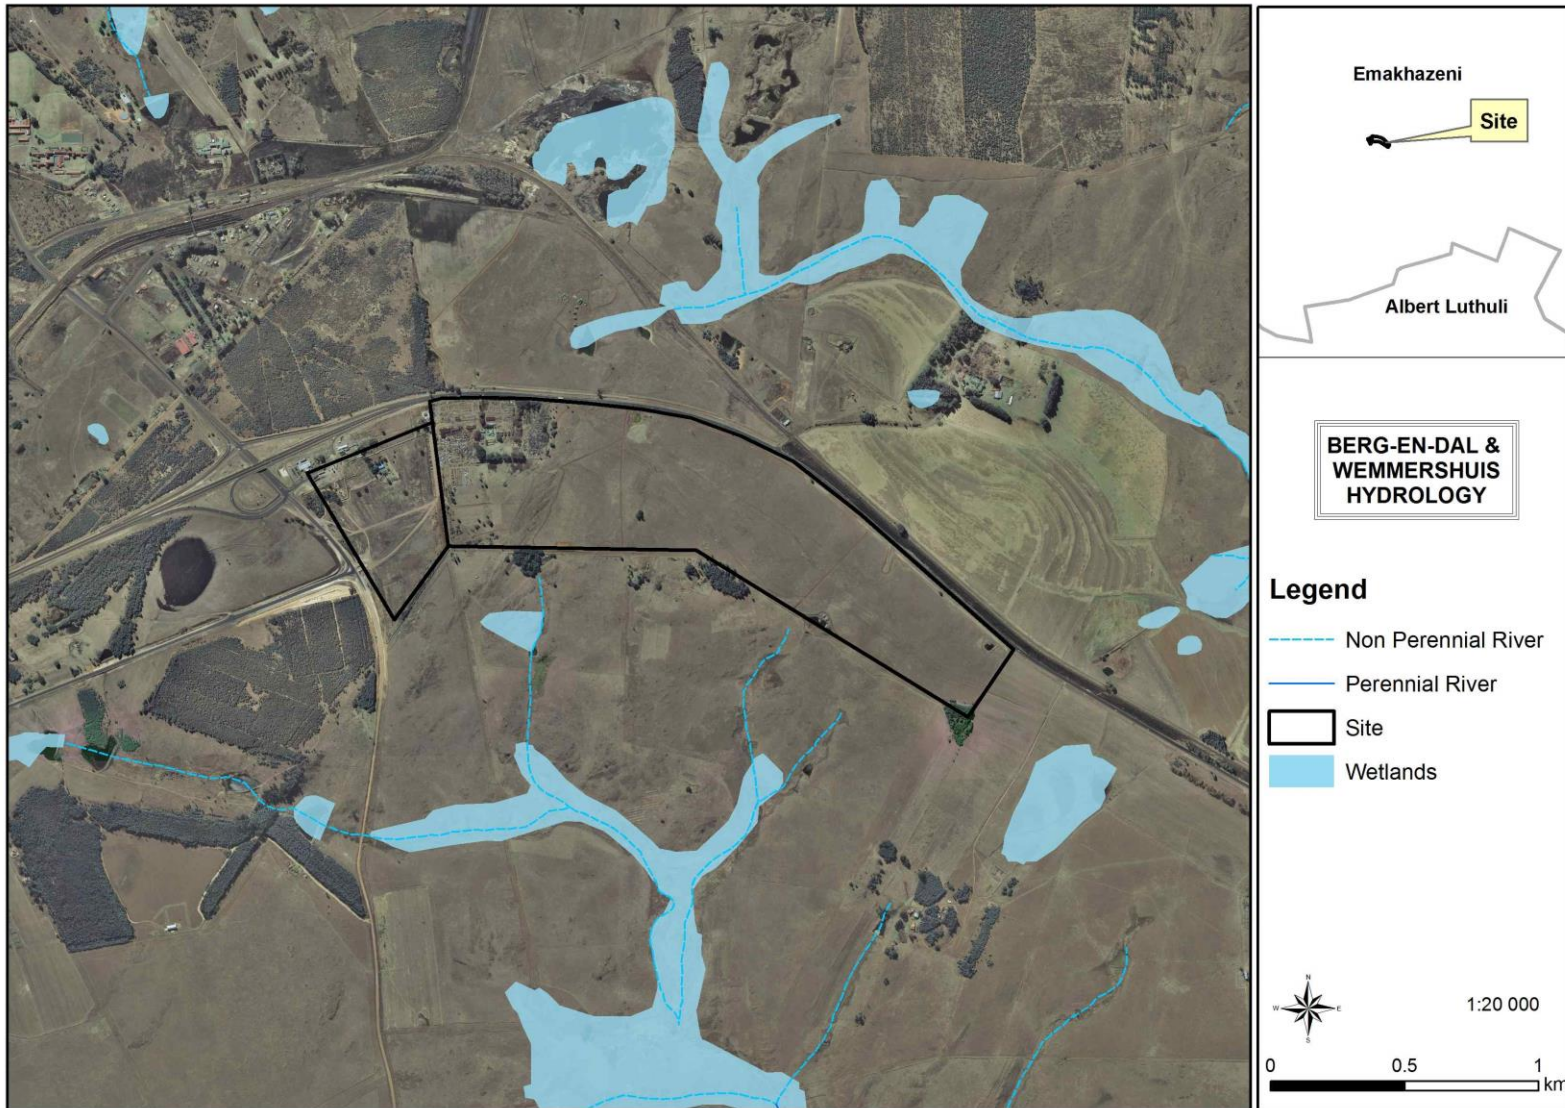 Emakhazeni
Site
Albert Luthuli
BERG-EN-DAL &
WEMMERSHUIS
HYDROLOGY
Legend
Non Perennial River
Perennial River
Site
Wetlands
N
W E
S
1:20 000
0 0.5 1
km